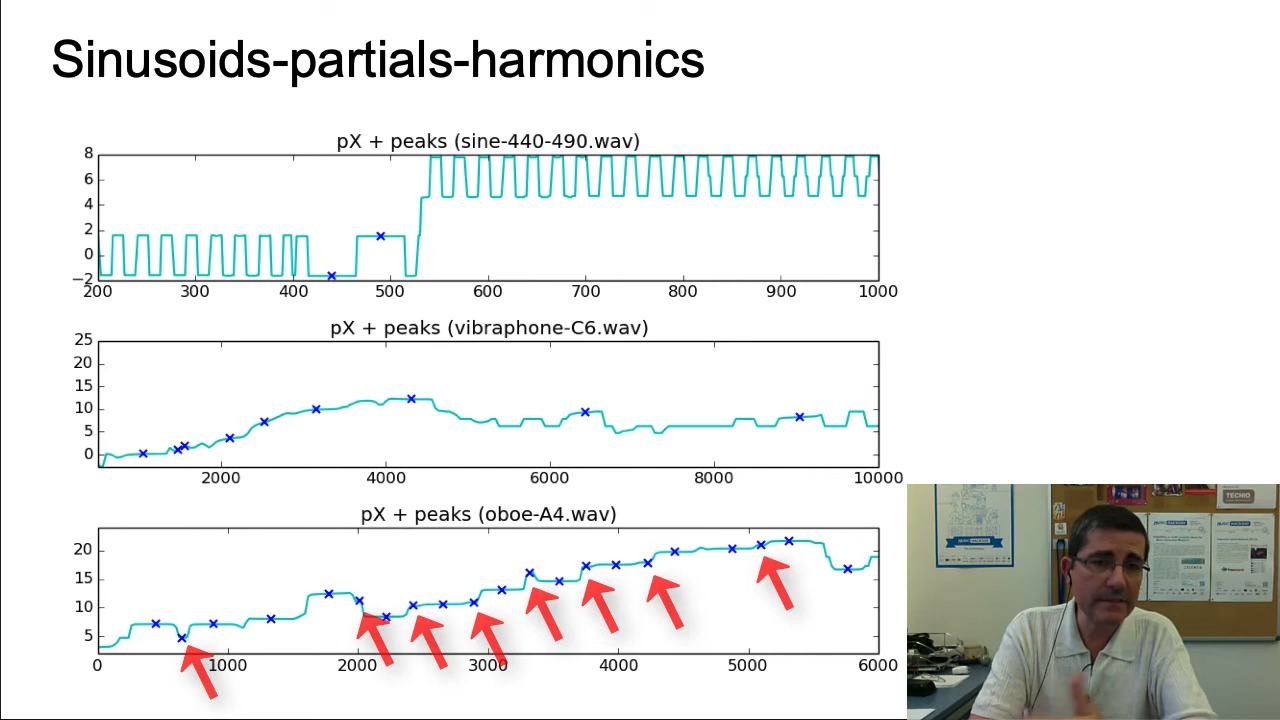 Sinusoids-partials-harmonics
pX + peaks (sine-440-490.wav)
8
6
4
2
0
−2
200 300 400 500 600 700 800 900 1000
pX + peaks (vibraphone-C6.wav)
25
20
15
10
5
0
2000 4000 6000 8000 10000
pX + peaks (oboe-A4.wav)
20
15
10
5
0 1000 2000 3000 4000 5000 6000
TECNIO